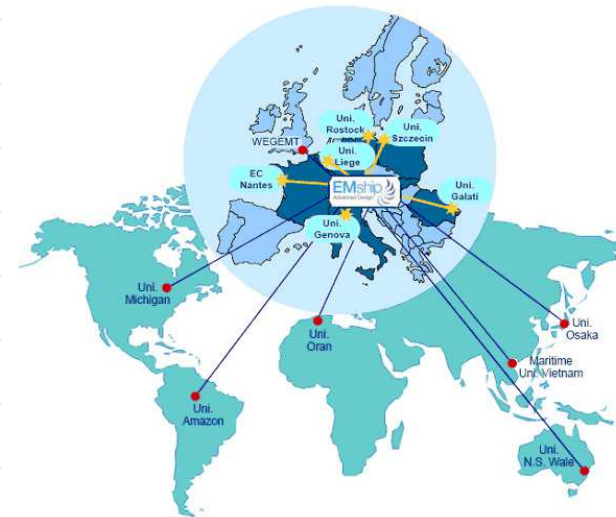 Uni.
Rostock
Uni.
Szczecin
WEGEMT
Uni.
Liege
EC
Nantes
EMship
Advanced Design
Uni.
Galati
Uni.
Genova
Uni.
Michigan
Uni.
Oran
Uni.
Osaka
Maritime
Uni. Vietnam
Uni.
Amazon
Uni.
N.S. Wale